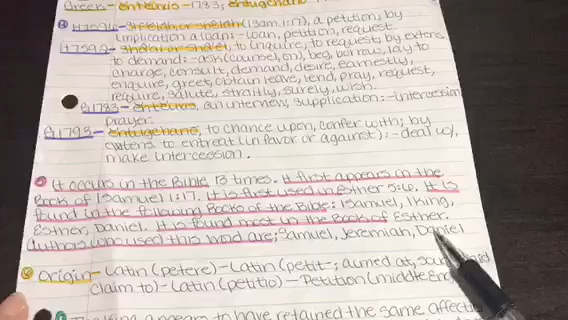 Greek- enteuxis-1783; entugchano
H7596- sheelah or shelah (1Sam.1:17), a petition, by
implication a loan: -loan, petition, request.
H7592- shaal or shael, to inquire, to request, by extens
to demand: -ask (counsel, on), beg, borrow, lay to
charge, consult, demand, desire, earnestly,
enquire, greet, obtain leave, lend, pray, request,
require, salute, straitly, surely, wish.
G1783- enteuxis, an interview, supplication: -intercession
prayer.
G1793- entugchano, to chance upon, confer with; by
extens to entreat (in favor or against): -deal w/,
make intercession.
It occurs in the Bible 13 times. It first appears in the
Book of 1Samuel 1:17. It is first used in Esther 5:6. It is
found in the following Books of the Bible: 1Samuel, 1King,
Esther, Daniel. It is found most in the Book of Esther.
Authors who used this word are; Samuel, Jeremiah, Daniel
Origin- Latin (petere) - Latin (petit-; aimed at,
claim to) - Latin (petitio) - Petition (middle
appears to have retained the same